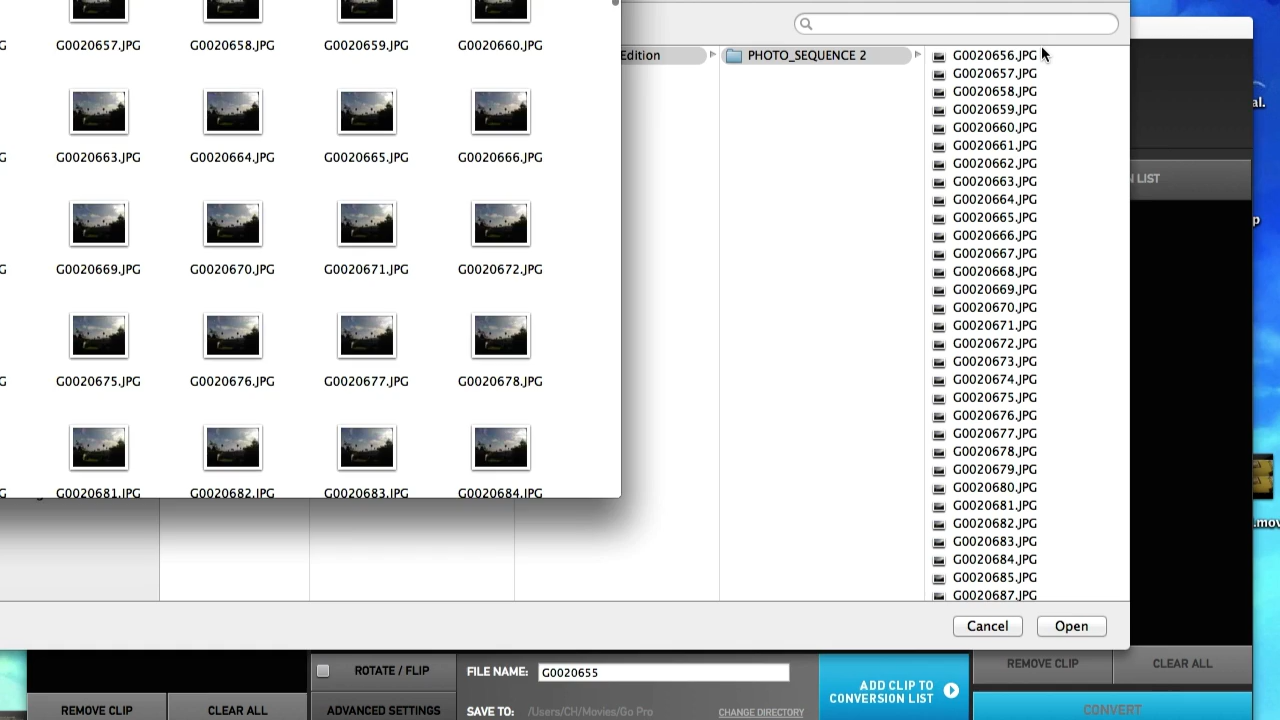 G0020657.JPG G0020658.JPG G0020659.JPG G0020660.JPG
G G0020663.JPG G0020664.JPG G0020665.JPG G0020666.JPG
G G0020669.JPG G0020670.JPG G0020671.JPG G0020672.JPG
G G0020675.JPG G0020676.JPG G0020677.JPG G0020678.JPG
G G0020681.JPG G0020682.JPG G0020683.JPG G0020684.JPG
Edition
PHOTO_SEQUENCE 2
G0020656.JPG
G0020657.JPG
G0020658.JPG
G0020659.JPG
G0020660.JPG
G0020661.JPG
G0020662.JPG
G0020663.JPG
G0020664.JPG
G0020665.JPG
G0020666.JPG
G0020667.JPG
G0020668.JPG
G0020669.JPG
G0020670.JPG
G0020671.JPG
G0020672.JPG
G0020673.JPG
G0020674.JPG
G0020675.JPG
G0020676.JPG
G0020677.JPG
G0020678.JPG
G0020679.JPG
G0020680.JPG
G0020681.JPG
G0020682.JPG
G0020683.JPG
G0020684.JPG
G0020685.JPG
G0020687.JPG
Cancel Open
al.
N LIST
p
.mov
ROTATE / FLIP
ADVANCED SETTINGS
FILE NAME: G0020655
SAVE TO: /Users/CH/Movies/Go Pro CHANGE DIRECTORY
ADD CLIP TO
CONVERSION LIST
REMOVE CLIP CLEAR ALL
REMOVE CLIP CLEAR ALL
CONVERT